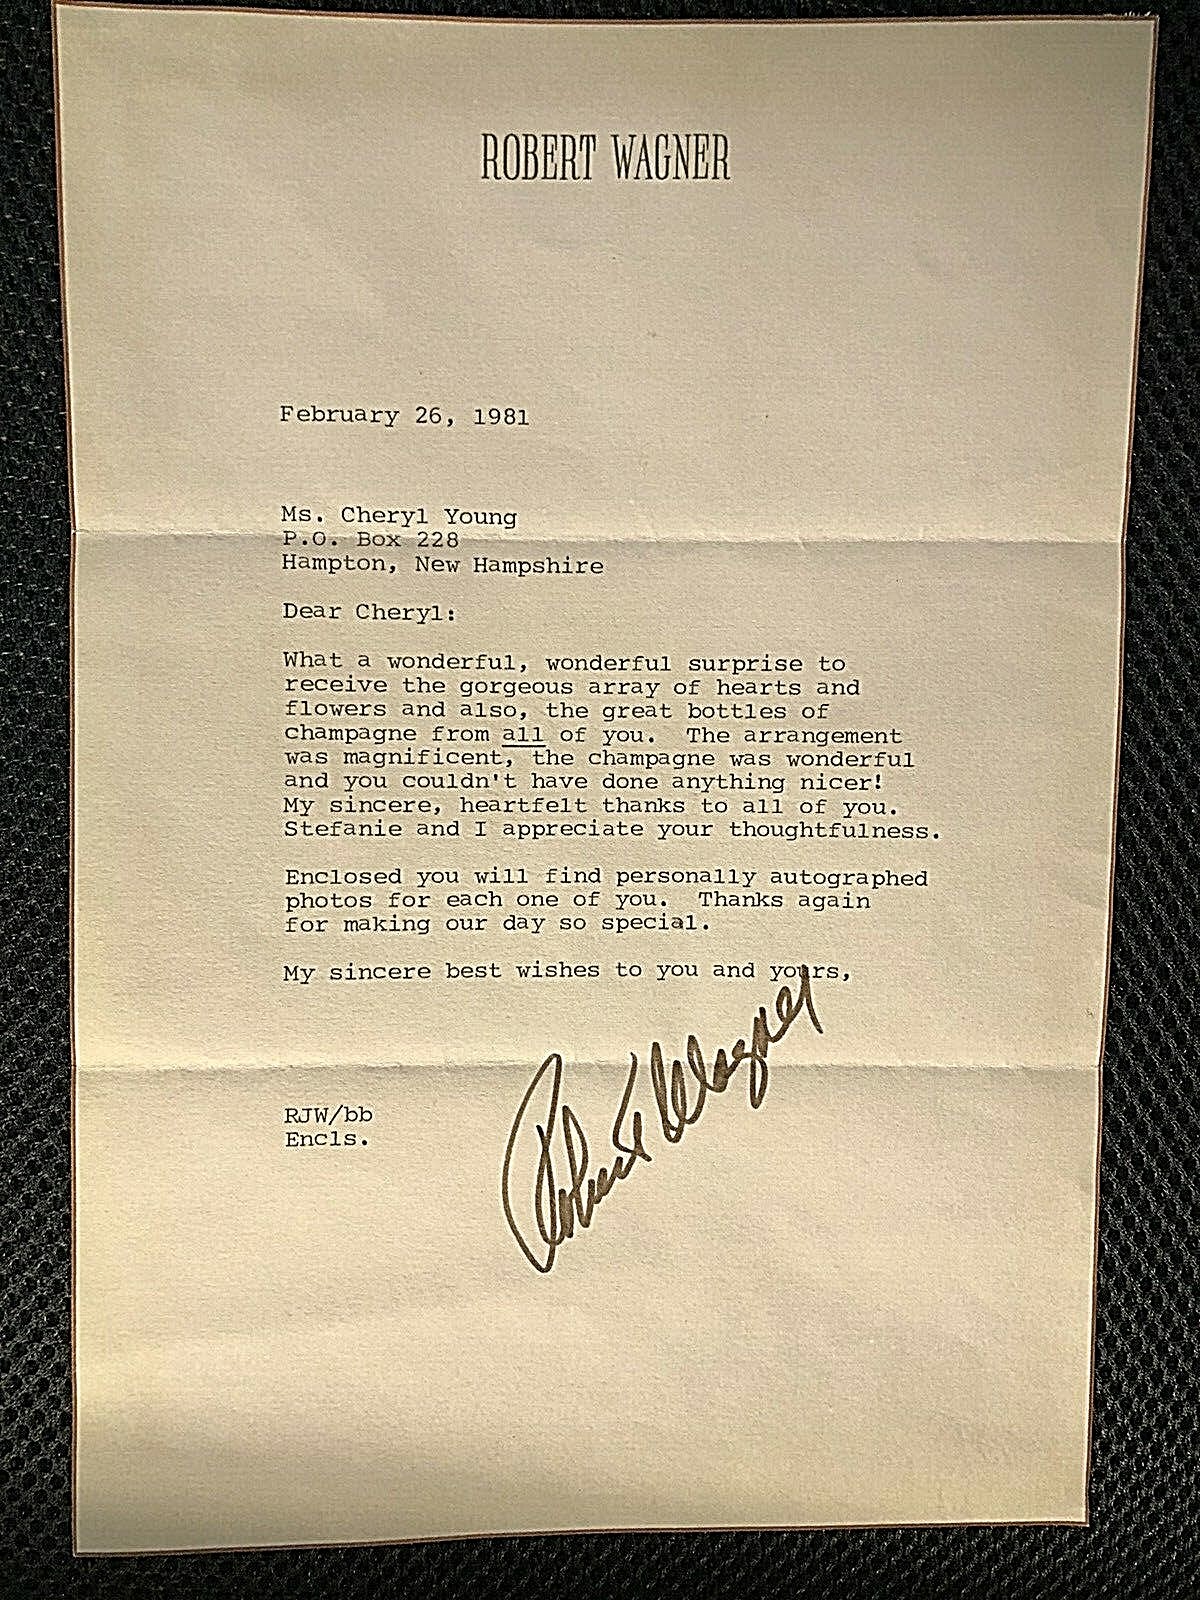 ROBERT WAGNER
February 26, 1981
Ms. Cheryl Young
P.O. Box 228
Hampton, New Hampshire
Dear Cheryl:
What a wonderful, wonderful surprise to
receive the gorgeous array of hearts and
flowers and also, the great bottles of
champagne from all of you. The arrangement
was magnificent, the champagne was wonderful
and you couldn't have done anything nicer!
My sincere, heartfelt thanks to all of you.
Stefanie and I appreciate your thoughtfulness.
Enclosed you will find personally autographed
photos for each one of you. Thanks again
for making our day so special.
My sincere best wishes to you and yours,
Robert Wagner
RJW/bb
Encls.